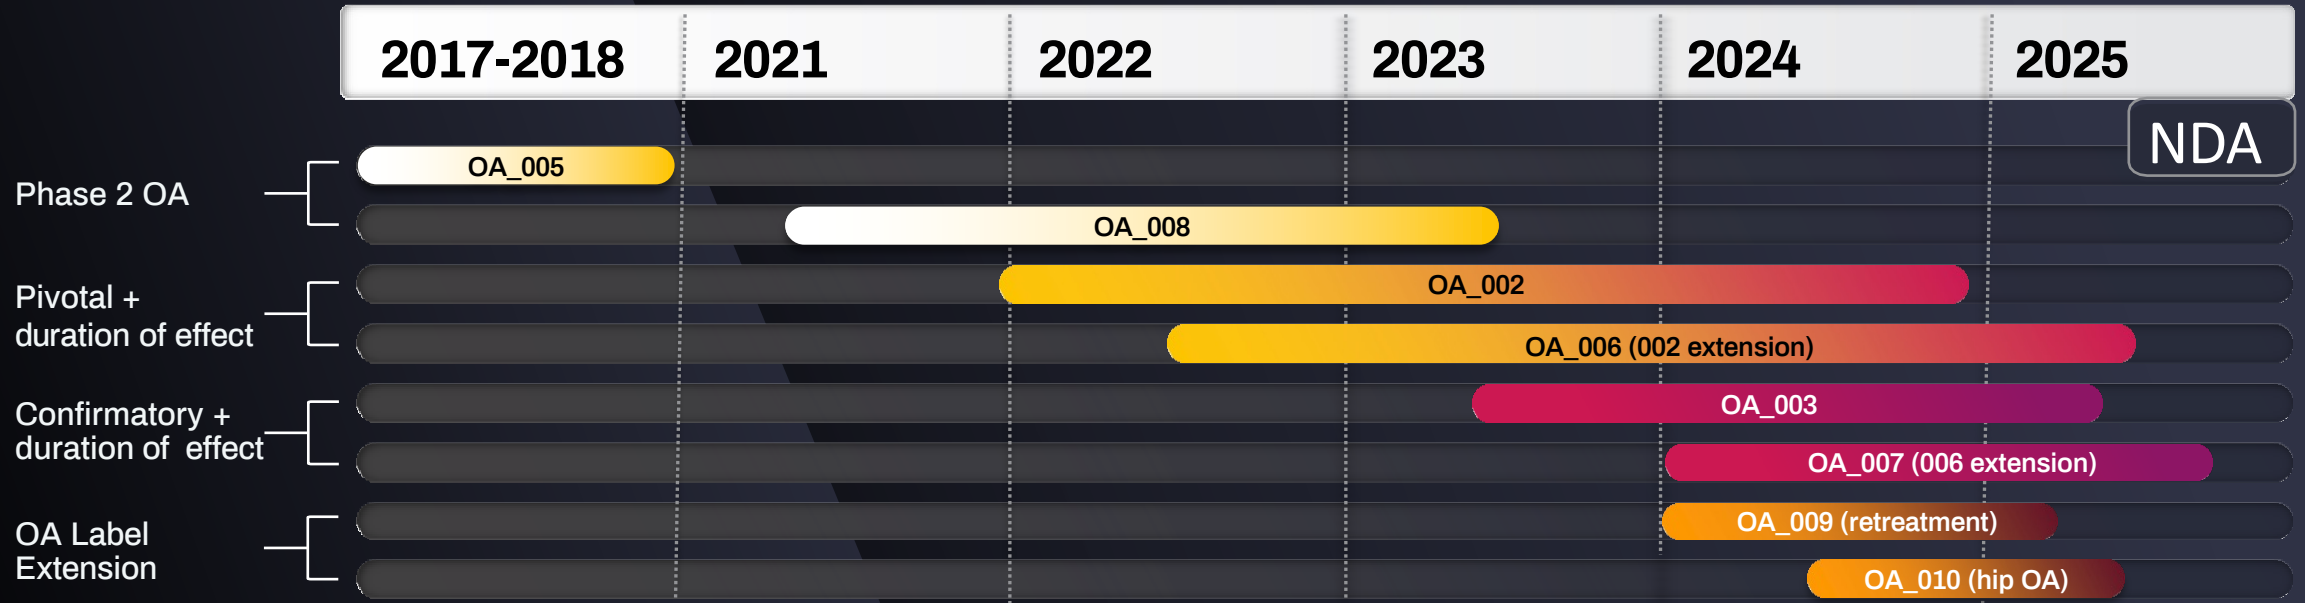 2017-2018 2021 2022 2023 2024 2025
NDA
Phase 2 OA
OA_005
OA_008
Pivotal +
duration of effect
OA_002
OA_006 (002 extension)
Confirmatory +
duration of effect
OA_003
OA_007 (006 extension)
OA Label
Extension
OA_009 (retreatment)
OA_010 (hip OA)